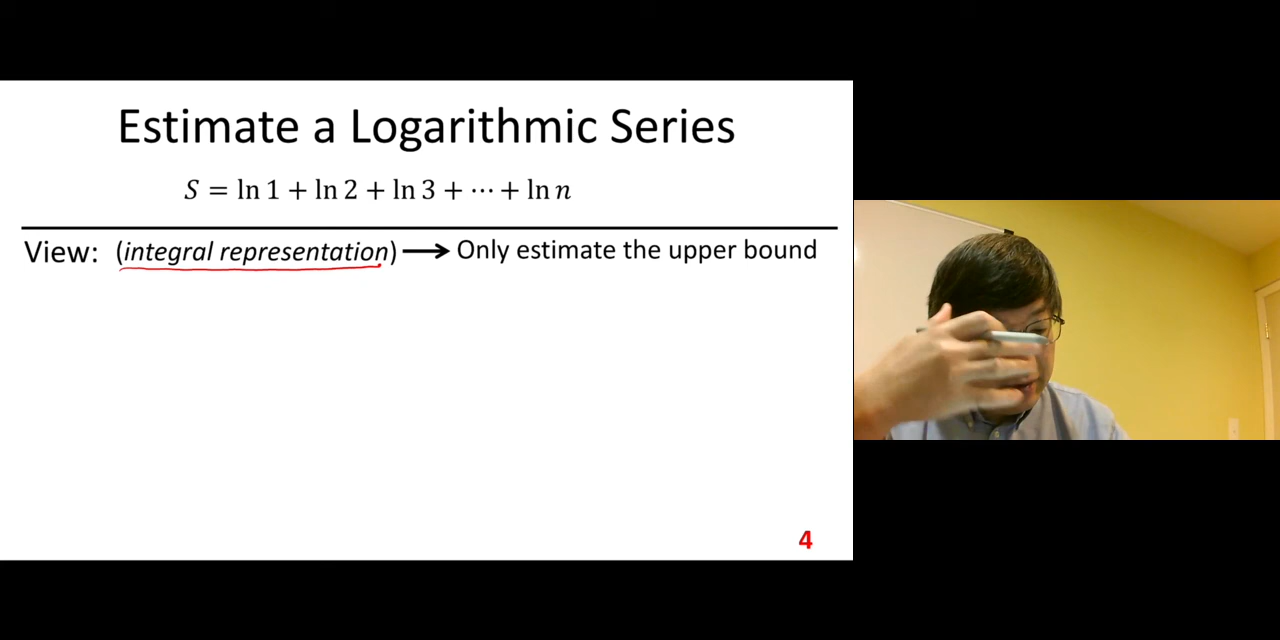 Estimate a Logarithmic Series
S = ln 1 + ln 2 + ln 3 + ⋯ + ln n
View: (integral representation) ⟶ Only estimate the upper bound
4